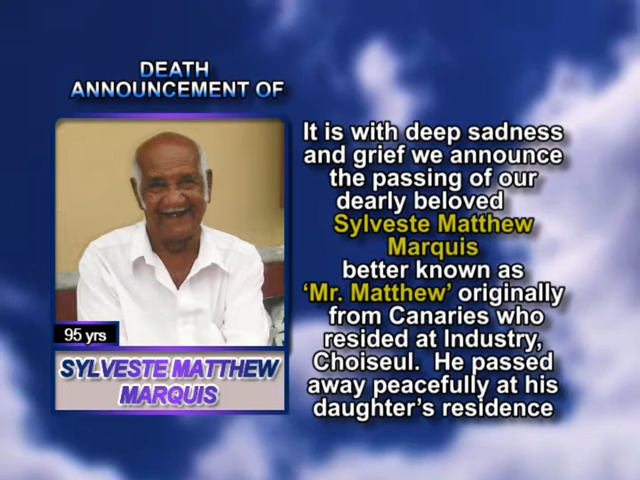 DEATH
ANNOUNCEMENT OF
95 yrs
SYLVESTE MATTHEW
MARQUIS
It is with deep sadness
and grief we announce
the passing of our
dearly beloved
Sylveste Matthew
Marquis
better known as
‘Mr. Matthew’ originally
from Canaries who
resided at Industry,
Choiseul.  He passed
away peacefully at his
daughter’s residence